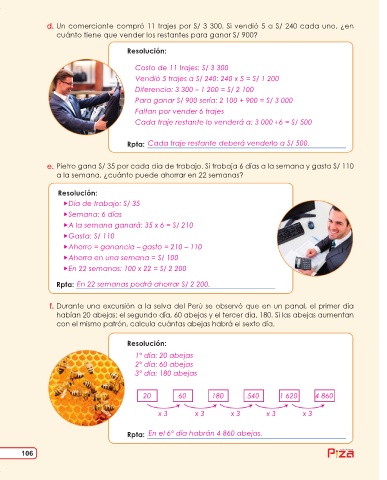 d. Un comerciante compró 11 trajes por S/ 3 300. Si vendió 5 a S/ 240 cada uno, ¿en
cuánto tiene que vender los restantes para ganar S/ 900?
Resolución:
Costo de 11 trajes: S/ 3 300
Vendió 5 trajes a S/ 240: 240 x 5 = S/ 1 200
Diferencia: 3 300 – 1 200 = S/ 2 100
Para ganar S/ 900 sería: 2 100 + 900 = S/ 3 000
Faltan por vender 6 trajes
Cada traje restante lo venderá a: 3 000 ÷ 6 = S/ 500
Rpta: Cada traje restante deberá venderlo a S/ 500.
e. Pietro gana S/ 35 por cada día de trabajo. Si trabaja 6 días a la semana y gasta S/ 110
a la semana, ¿cuánto puede ahorrar en 22 semanas?
Resolución:
Día de trabajo: S/ 35
Semana: 6 días
A la semana ganará: 35 x 6 = S/ 210
Gasta: S/ 110
Ahorro = ganancia – gasto = 210 – 110
Ahorra en una semana = S/ 100
En 22 semanas: 100 x 22 = S/ 2 200
Rpta: En 22 semanas podrá ahorrar S/ 2 200.
f. Durante una excursión a la selva del Perú se observó que en un panal, el primer día
habían 20 abejas; el segundo día, 60 abejas y el tercer día, 180. Si las abejas aumentan
con el mismo patrón, calcula cuántas abejas habrá el sexto día.
Resolución:
1° día: 20 abejas
2° día: 60 abejas
3° día: 180 abejas
20 60 180 540 1 620 4 860
x 3 x 3 x 3 x 3 x 3
Rpta: En el 6° día habrán 4 860 abejas.
106